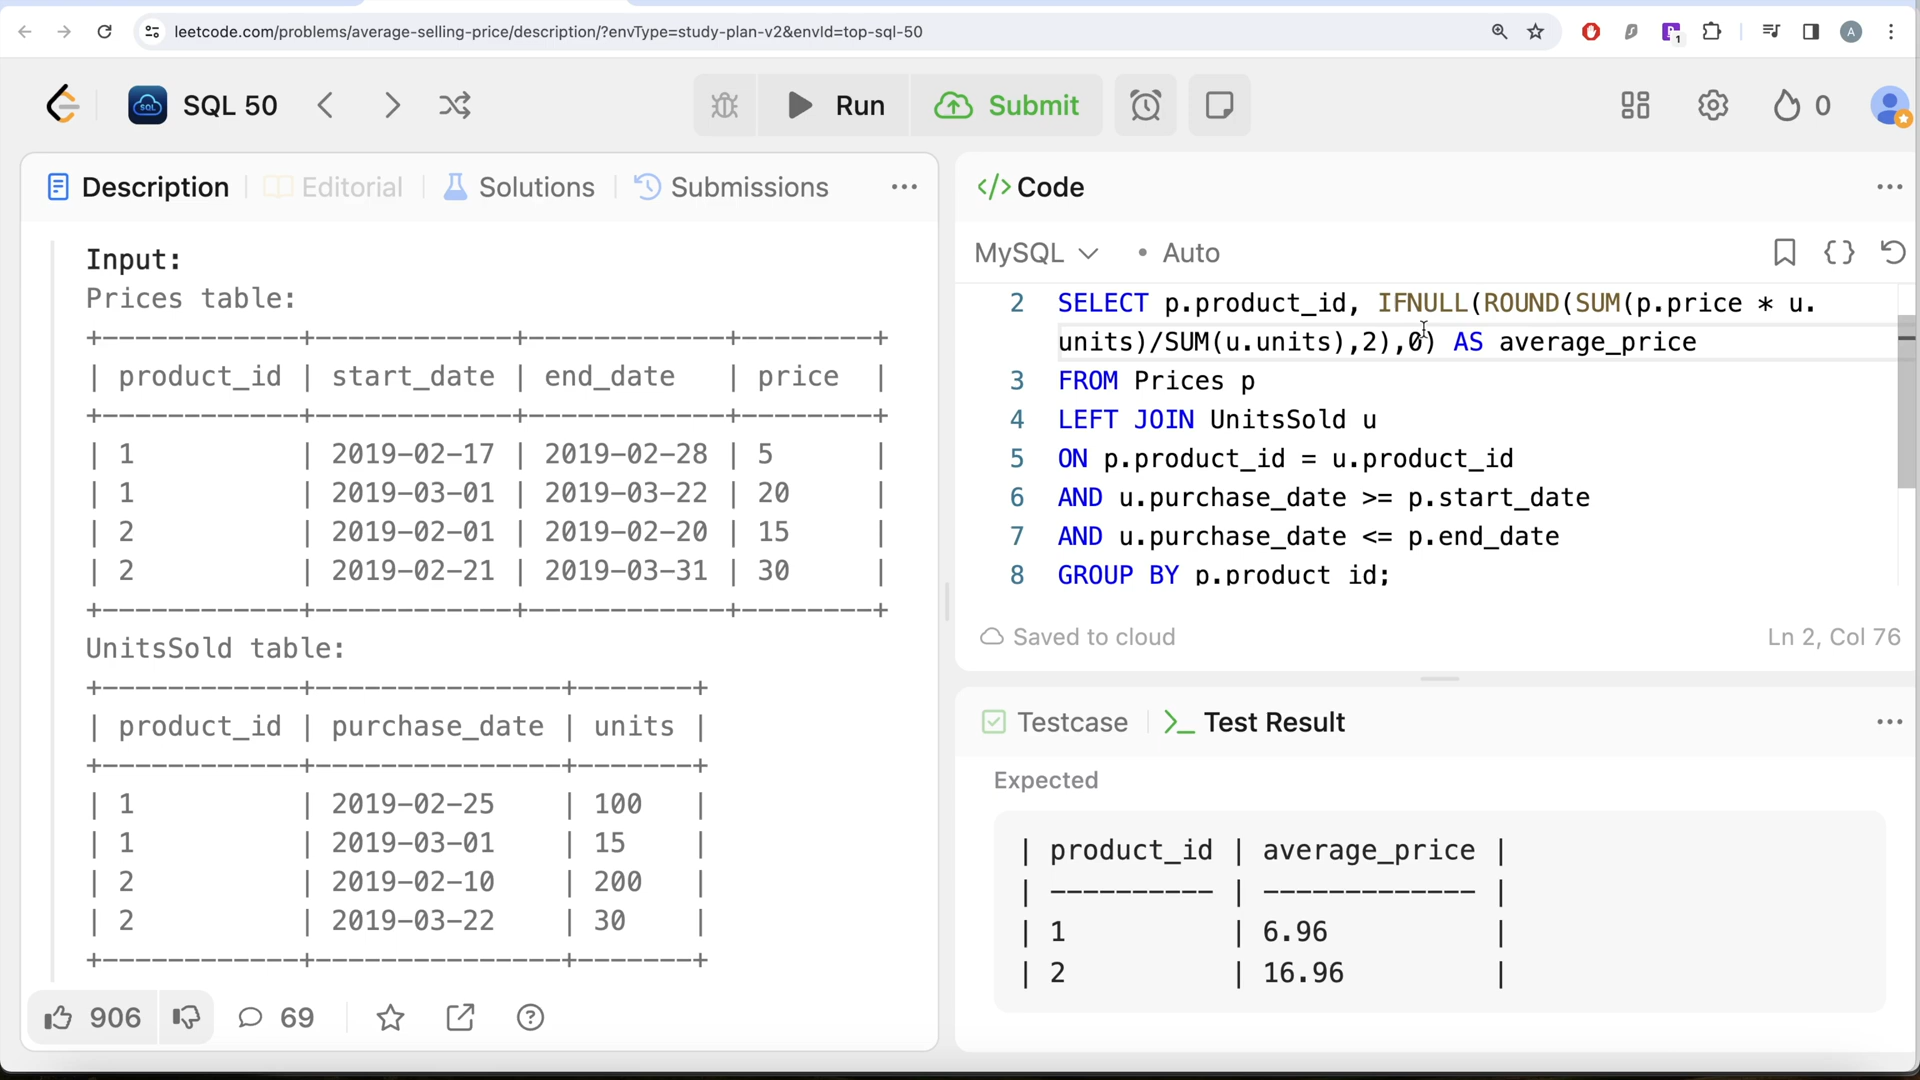 leetcode.com/problems/average-selling-price/description/?envType=study-plan-v2&envId=top-sql-50
1
A
SQL
SQL 50
Run
Submit
0
Description
Editorial
Solutions
Submissions
...
Input:
Prices table:
+------------+------------+------------+--------+
| product_id | start_date | end_date   | price  |
+------------+------------+------------+--------+
| 1          | 2019-02-17 | 2019-02-28 | 5      |
| 1          | 2019-03-01 | 2019-03-22 | 20     |
| 2          | 2019-02-01 | 2019-02-20 | 15     |
| 2          | 2019-02-21 | 2019-03-31 | 30     |
+------------+------------+------------+--------+
UnitsSold table:
+------------+---------------+-------+
| product_id | purchase_date | units |
+------------+---------------+-------+
| 1          | 2019-02-25    | 100   |
| 1          | 2019-03-01    | 15    |
| 2          | 2019-02-10    | 200   |
| 2          | 2019-03-22    | 30    |
+------------+---------------+-------+
906
69
</> Code
...
MySQL • Auto
{}
2 SELECT p.product_id, IFNULL(ROUND(SUM(p.price * u.
units)/SUM(u.units),2),0) AS average_price
3 FROM Prices p
4 LEFT JOIN UnitsSold u
5 ON p.product_id = u.product_id
6 AND u.purchase_date >= p.start_date
7 AND u.purchase_date <= p.end_date
8 GROUP BY p.product_id;
Saved to cloud
Ln 2, Col 76
Testcase
>_ Test Result
...
Expected
| product_id | average_price |
| ---------- | ------------- |
| 1          | 6.96          |
| 2          | 16.96         |